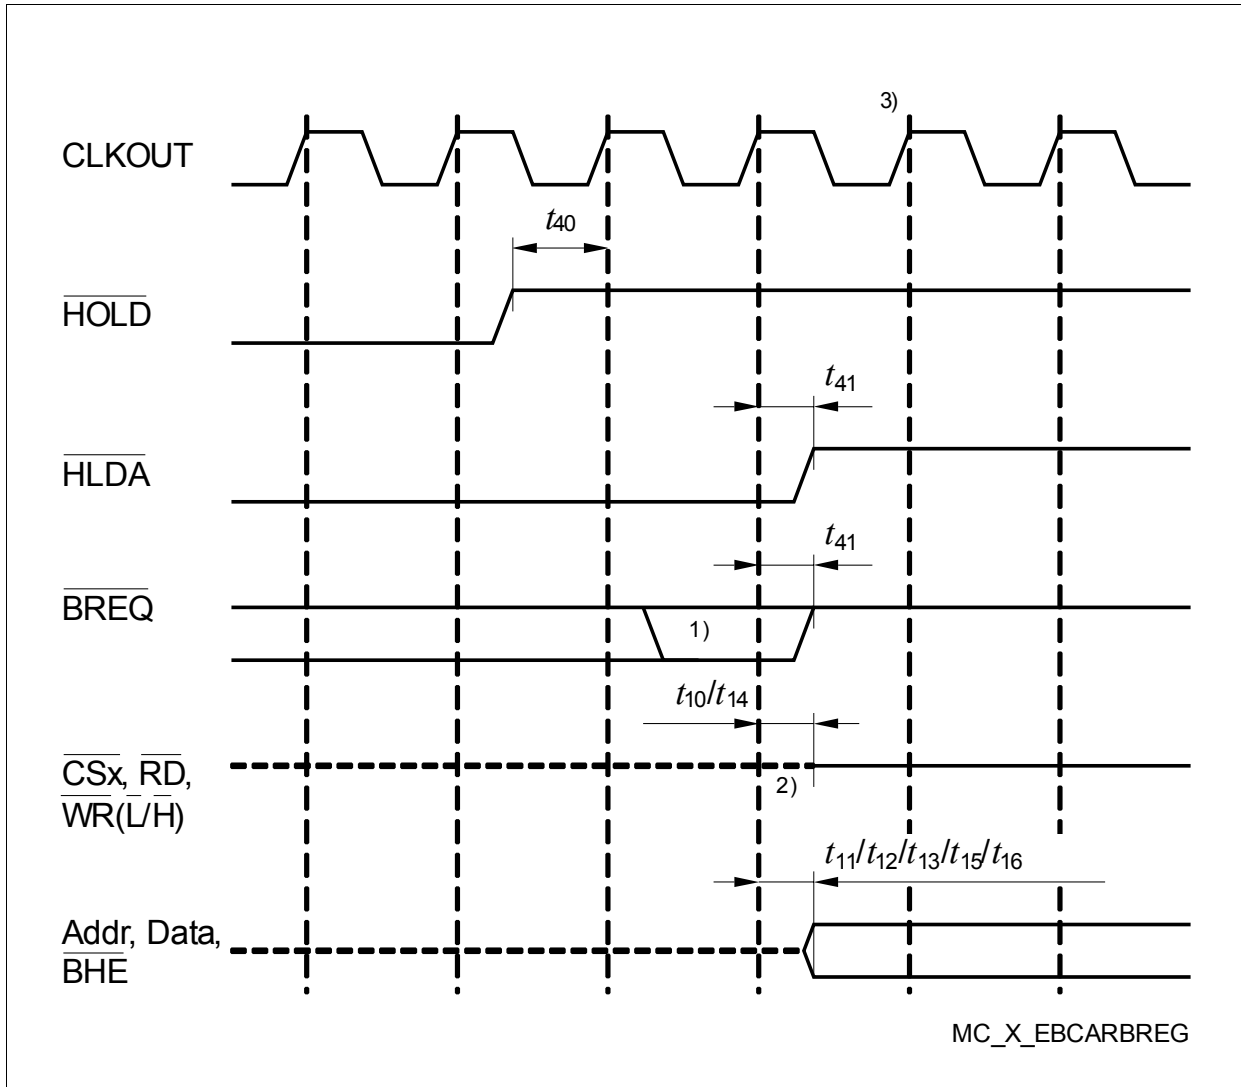 3)
CLKOUT
t40
HOLD
t41
HLDA
t41
BREQ
1)
t10/t14
CSx, RD,
2)
WR(L/H)
t11/t12/t13/t15/t16
Addr, Data,
BHE
MC_X_EBCARBREG